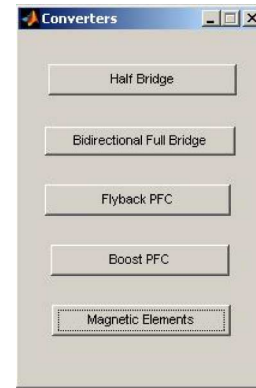 Converters
Half Bridge
Bidirectional Full Bridge
Flyback PFC
Boost PFC
Magnetic Elements